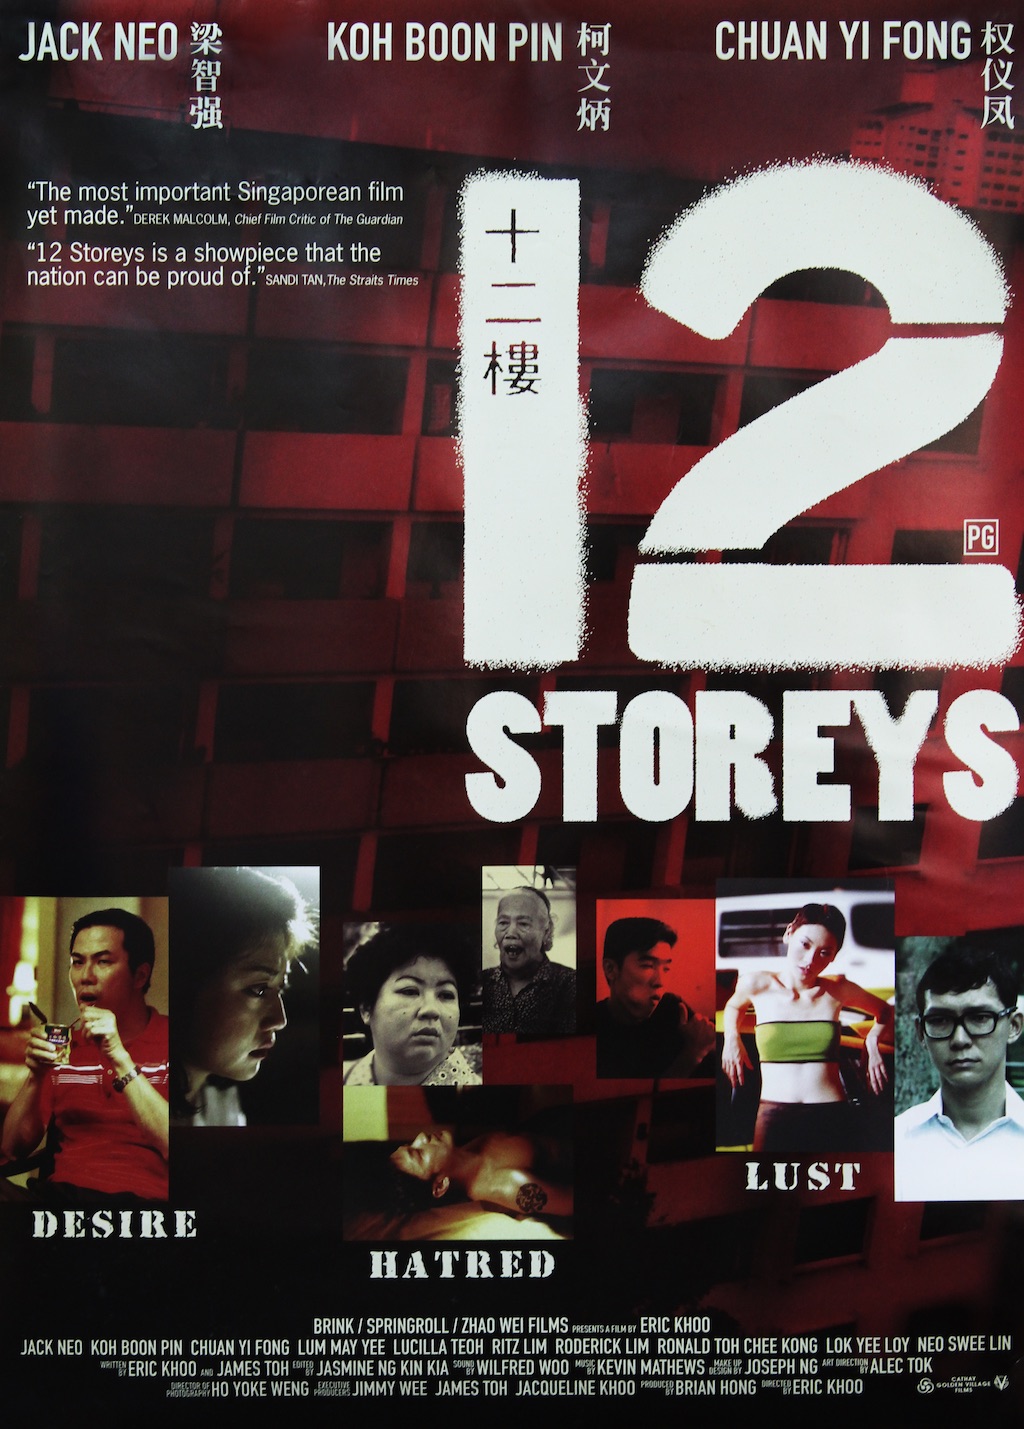 JACK NEO 梁智强
KOH BOON PIN 柯文炳
CHUAN YI FONG 权仪凤
“The most important Singaporean film
yet made.” DEREK MALCOLM, Chief Film Critic of The Guardian
“12 Storeys is a showpiece that the
nation can be proud of.” SANDI TAN, The Straits Times
12
十二樓
PG
STOREYS
DESIRE
HATRED
LUST
BRINK / SPRINGROLL / ZHAO WEI FILMS PRESENTS A FILM BY ERIC KHOO
JACK NEO KOH BOON PIN CHUAN YI FONG LUM MAY YEE LUCILLA TEOH RITZ LIM RODERICK LIM RONALD TOH CHEE KONG LOK YEE LOY NEO SWEE LIN
WRITTEN BY ERIC KHOO AND JAMES TOH EDITED BY JASMINE NG KIN KIA SOUND BY WILFRED WOO MUSIC BY KEVIN MATHEWS MAKE UP DESIGN BY JOSEPH NG ART DIRECTION BY ALEC TOK
DIRECTOR OF PHOTOGRAPHY HO YOKE WENG EXECUTIVE PRODUCERS JIMMY WEE JAMES TOH JACQUELINE KHOO PRODUCED BY BRIAN HONG DIRECTED BY ERIC KHOO
CATHAY
GOLDEN VILLAGE
FILMS